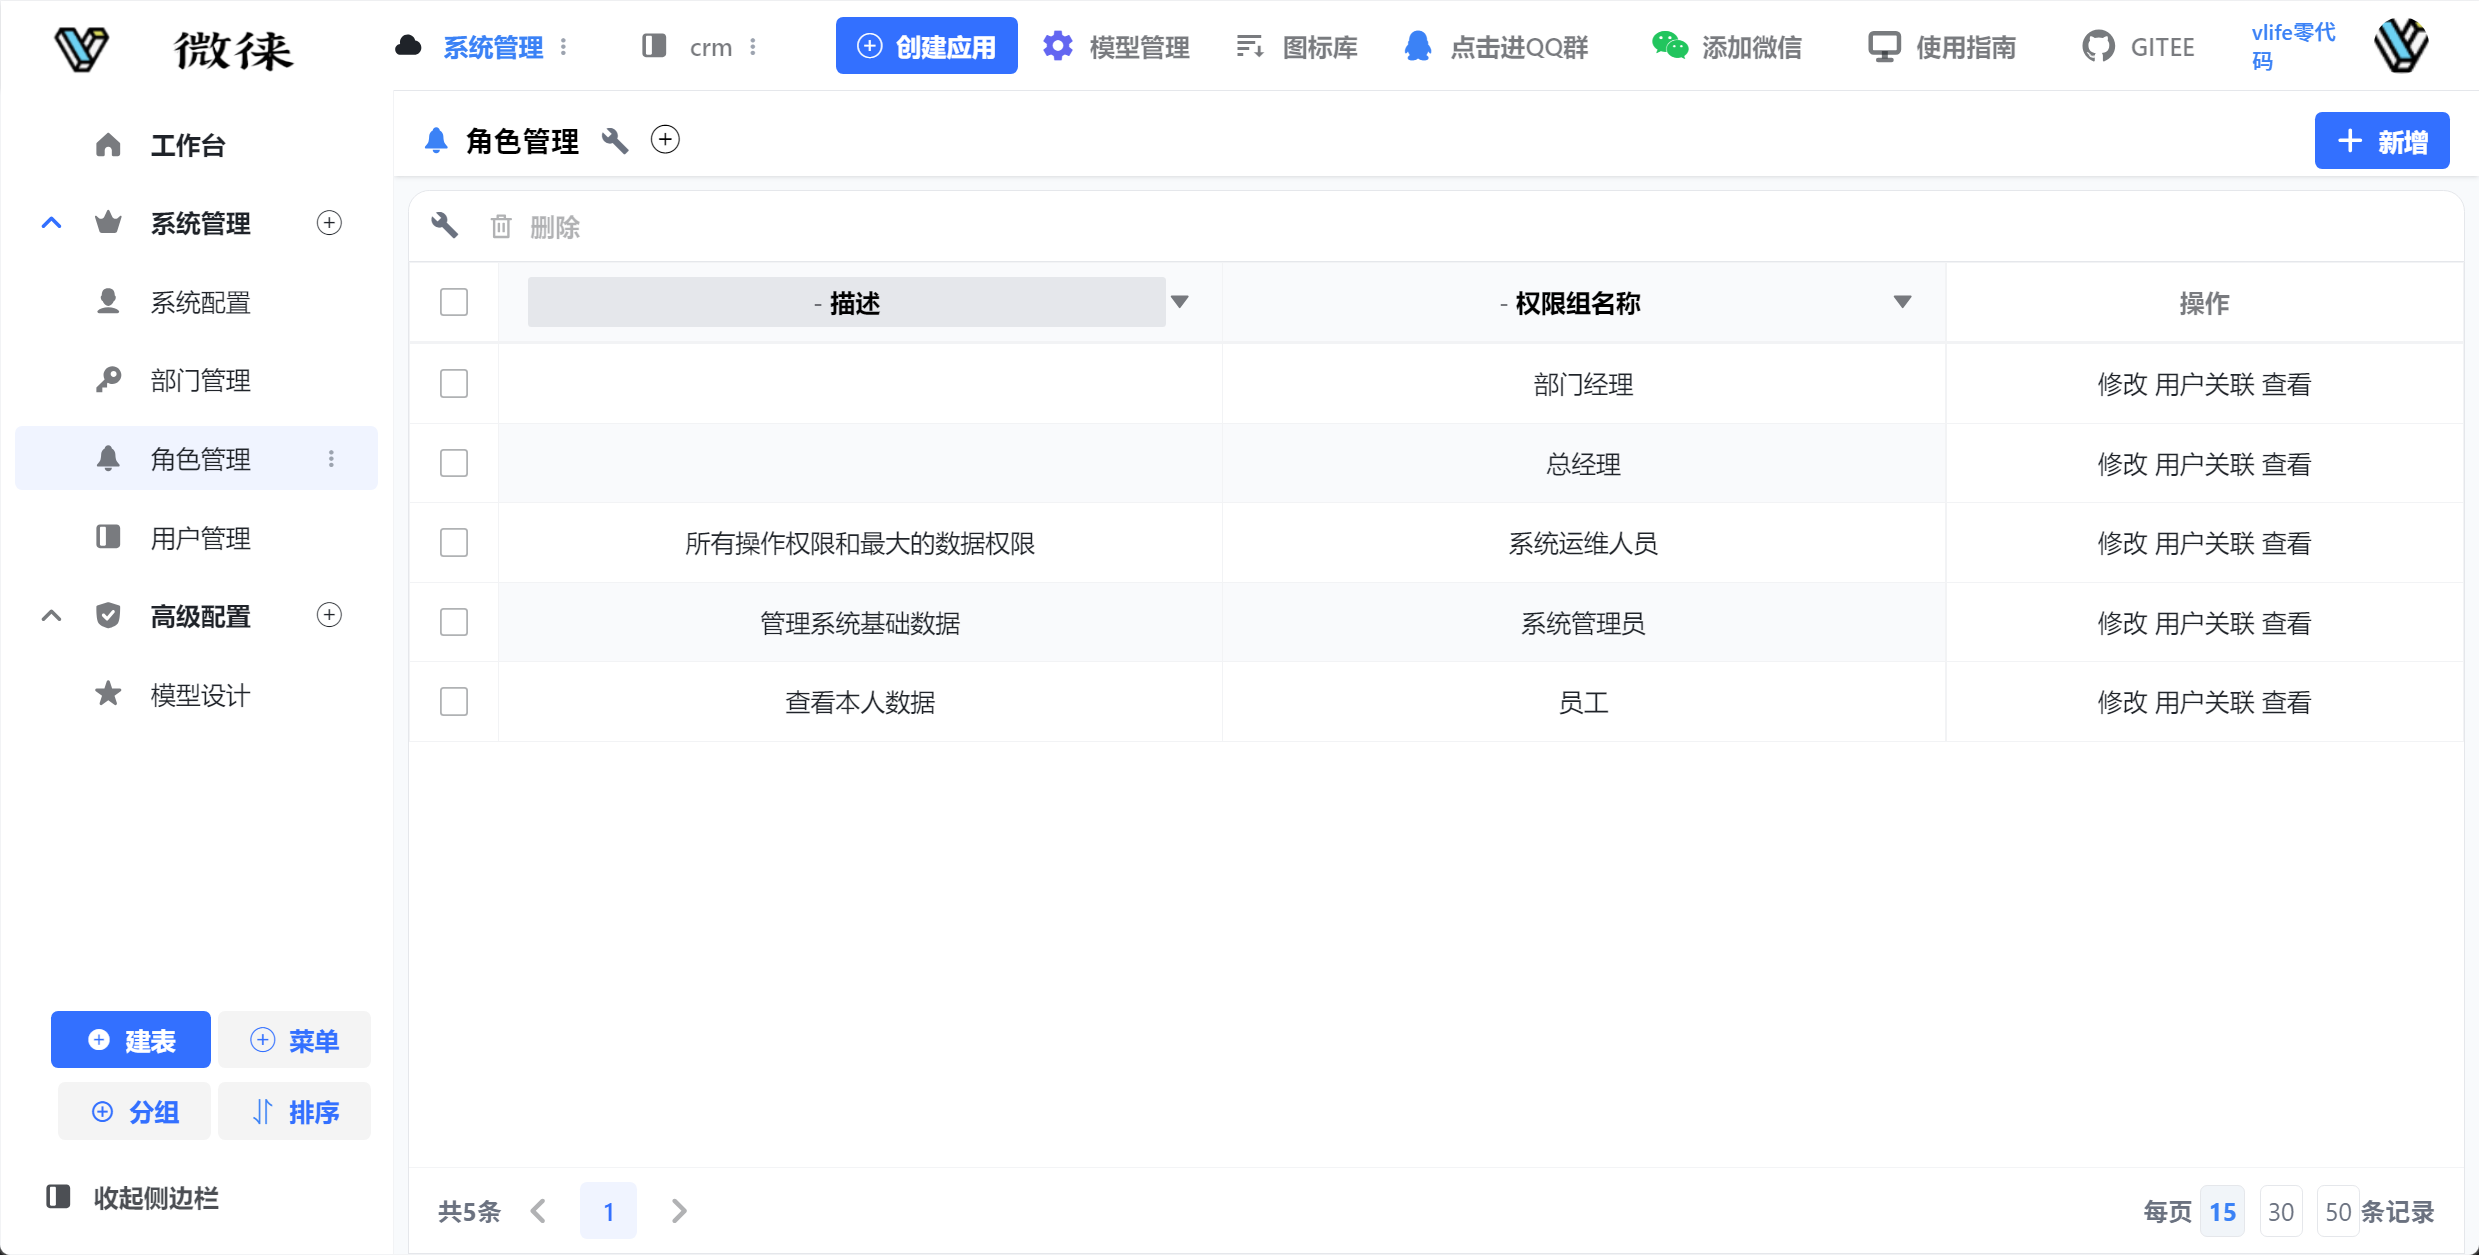 微徕 系统管理 crm 创建应用 模型管理 图标库 点击进QQ群 添加微信 使用指南 GITEE vlife零代
码
工作台
系统管理
系统配置
部门管理
角色管理
用户管理
高级配置
模型设计
建表 菜单
分组 排序
收起侧边栏
角色管理 新增
删除
- 描述 - 权限组名称 操作
部门经理 修改 用户关联 查看
总经理 修改 用户关联 查看
所有操作权限和最大的数据权限 系统运维人员 修改 用户关联 查看
管理系统基础数据 系统管理员 修改 用户关联 查看
查看本人数据 员工 修改 用户关联 查看
共5条 1 每页 15 30 50 条记录